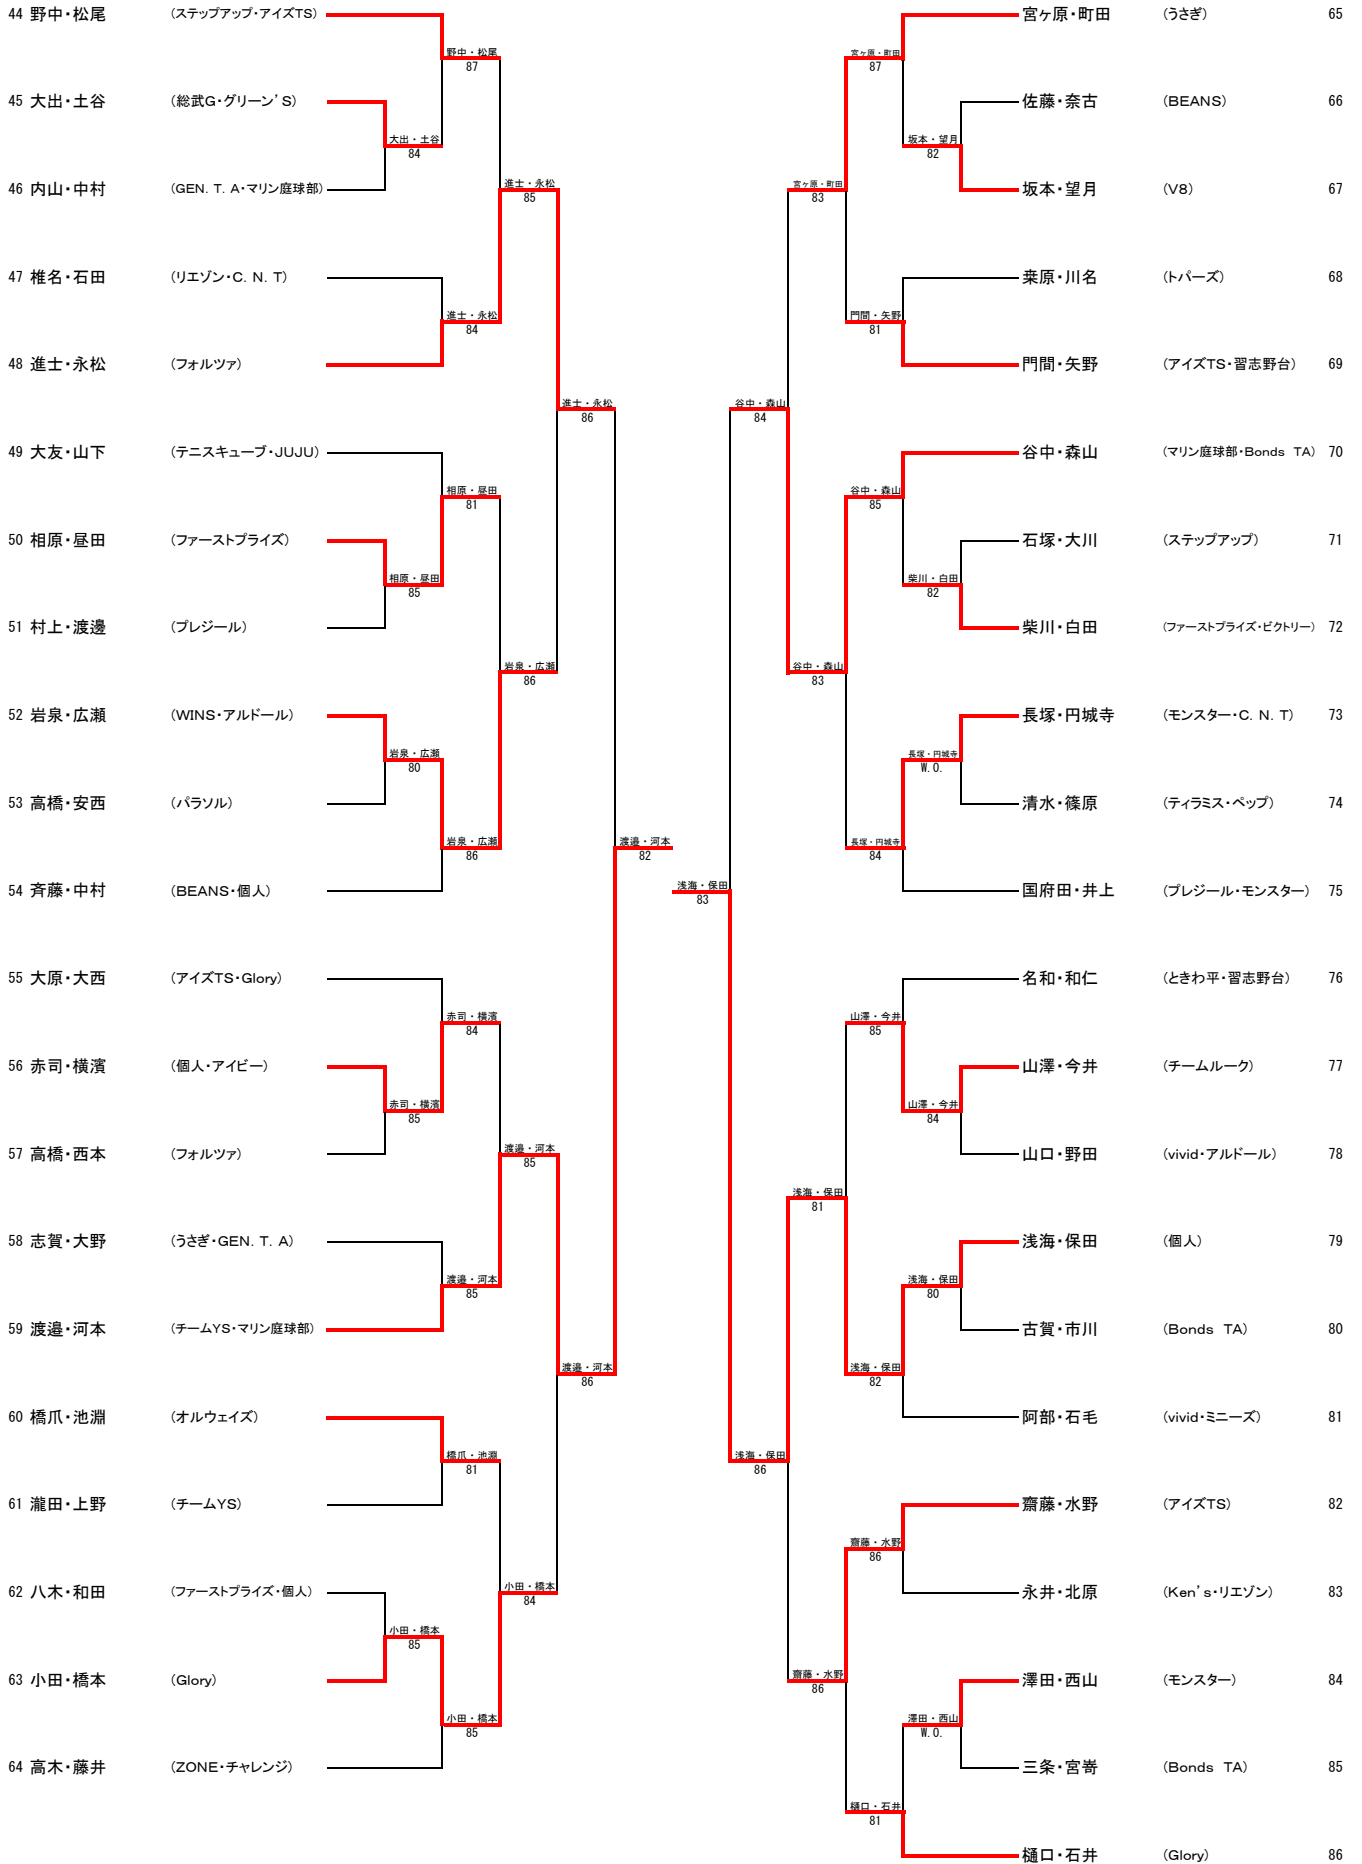 44 野中・松尾 (ステップアップ・アイズTS)
野中・松尾
87
45 大出・土谷 (総武G・グリーン'S)
大出・土谷
84
46 内山・中村 (GEN. T. A・マリン庭球部)
進士・永松
85
47 椎名・石田 (リエゾン・C. N. T)
進士・永松
84
48 進士・永松 (フォルツァ)
進士・永松
86
49 大友・山下 (テニスキューブ・JUJU)
相原・昼田
81
50 相原・昼田 (ファーストプライズ)
相原・昼田
85
51 村上・渡邊 (プレジール)
岩泉・広瀬
86
52 岩泉・広瀬 (WINS・アルドール)
岩泉・広瀬
80
53 高橋・安西 (パラソル)
岩泉・広瀬
86
54 斉藤・中村 (BEANS・個人)
渡邉・河本
82
55 大原・大西 (アイズTS・Glory)
赤司・横濱
84
56 赤司・横濱 (個人・アイビー)
赤司・横濱
85
57 高橋・西本 (フォルツァ)
渡邉・河本
85
58 志賀・大野 (うさぎ・GEN. T. A)
渡邉・河本
85
59 渡邉・河本 (チームYS・マリン庭球部)
渡邉・河本
86
60 橋爪・池淵 (オルウェイズ)
橋爪・池淵
81
61 瀧田・上野 (チームYS)
小田・橋本
84
62 八木・和田 (ファーストプライズ・個人)
小田・橋本
85
63 小田・橋本 (Glory)
小田・橋本
85
64 高木・藤井 (ZONE・チャレンジ)
宮ヶ原・町田 (うさぎ) 65
宮ヶ原・町田
87
佐藤・奈古 (BEANS) 66
坂本・望月
82
坂本・望月 (V8) 67
宮ヶ原・町田
83
桒原・川名 (トパーズ) 68
門間・矢野
81
門間・矢野 (アイズTS・習志野台) 69
谷中・森山
84
谷中・森山 (マリン庭球部・Bonds TA) 70
谷中・森山
85
石塚・大川 (ステップアップ) 71
柴川・白田
82
柴川・白田 (ファーストプライズ・ビクトリー) 72
谷中・森山
83
長塚・円城寺 (モンスター・C. N. T) 73
長塚・円城寺
W.O.
清水・篠原 (ティラミス・ペップ) 74
長塚・円城寺
84
国府田・井上 (プレジール・モンスター) 75
浅海・保田
83
名和・和仁 (ときわ平・習志野台) 76
山澤・今井
85
山澤・今井 (チームルーク) 77
山澤・今井
84
山口・野田 (vivid・アルドール) 78
浅海・保田
81
浅海・保田 (個人) 79
浅海・保田
80
古賀・市川 (Bonds TA) 80
浅海・保田
82
阿部・石毛 (vivid・ミニーズ) 81
浅海・保田
86
齋藤・水野 (アイズTS) 82
齋藤・水野
86
永井・北原 (Ken's・リエゾン) 83
齋藤・水野
86
澤田・西山 (モンスター) 84
澤田・西山
W.O.
三条・宮嵜 (Bonds TA) 85
樋口・石井
81
樋口・石井 (Glory) 86